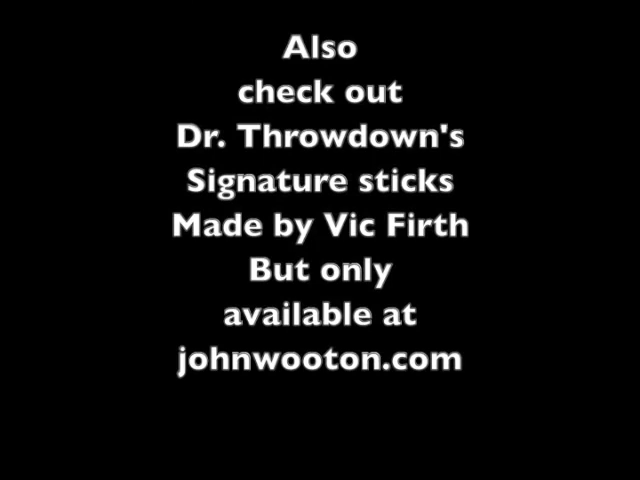 Also
check out
Dr. Throwdown's
Signature sticks
Made by Vic Firth
But only
available at
johnwooton.com